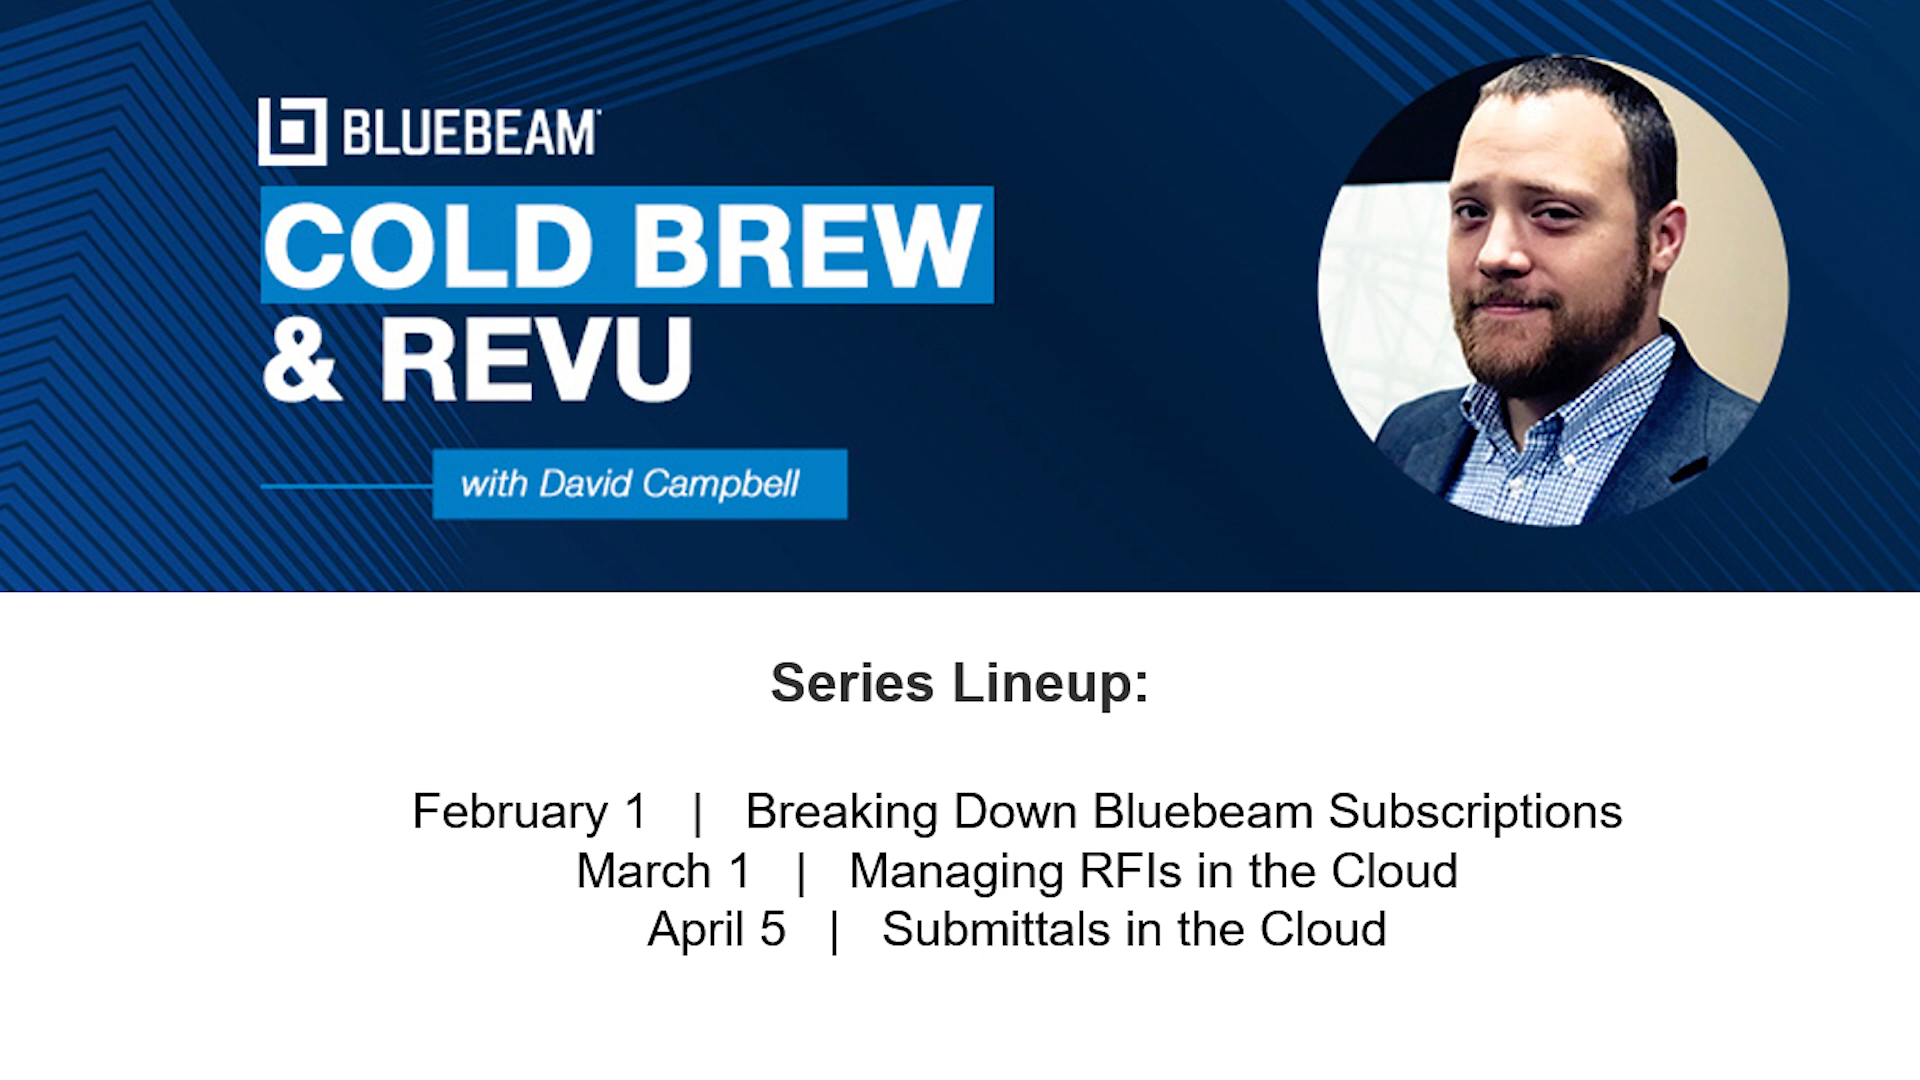 BLUEBEAM
COLD BREW
& REVU
with David Campbell
Series Lineup:
February 1 | Breaking Down Bluebeam Subscriptions
March 1 | Managing RFIs in the Cloud
April 5 | Submittals in the Cloud